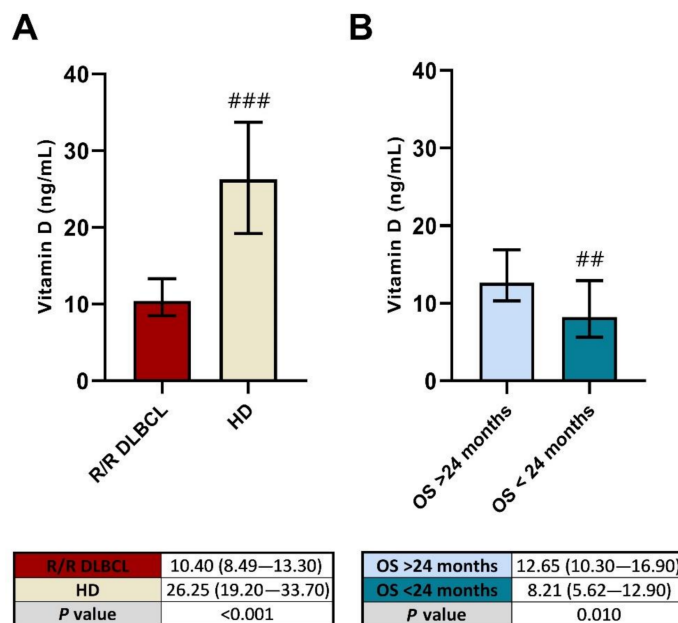 A
Vitamin D (ng/mL)
40
30
20
10
0
###
R/R DLBCL
HD
R/R DLBCL 10.40 (8.49—13.30)
HD 26.25 (19.20—33.70)
P value <0.001
B
Vitamin D (ng/mL)
40
30
20
10
0
##
OS >24 months
OS < 24 months
OS >24 months 12.65 (10.30—16.90)
OS <24 months 8.21 (5.62—12.90)
P value 0.010